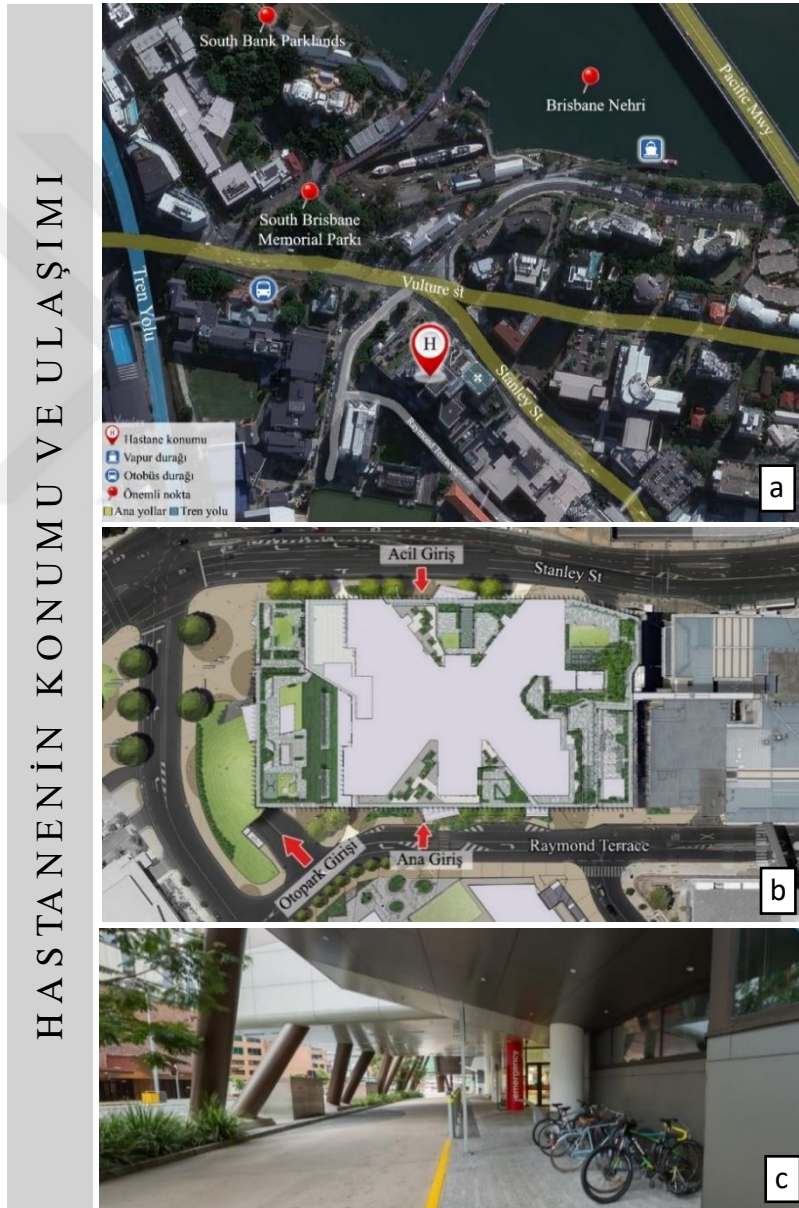 HASTANENİN KONUMU VE ULAŞIMI
South Bank Parklands
Brisbane Nehri
Pacific Mwy
South Brisbane
Memorial Parkı
Vulture st
Tren Yolu
H
Stanley St
Raymond Terrace
H Hastane konumu
Vapur durağı
Otobüs durağı
Önemli nokta
Ana yollar
Tren yolu
a
Acil Giriş
Stanley St
Otopark Girişi
Ana Giriş
Raymond Terrace
b
emergency
c